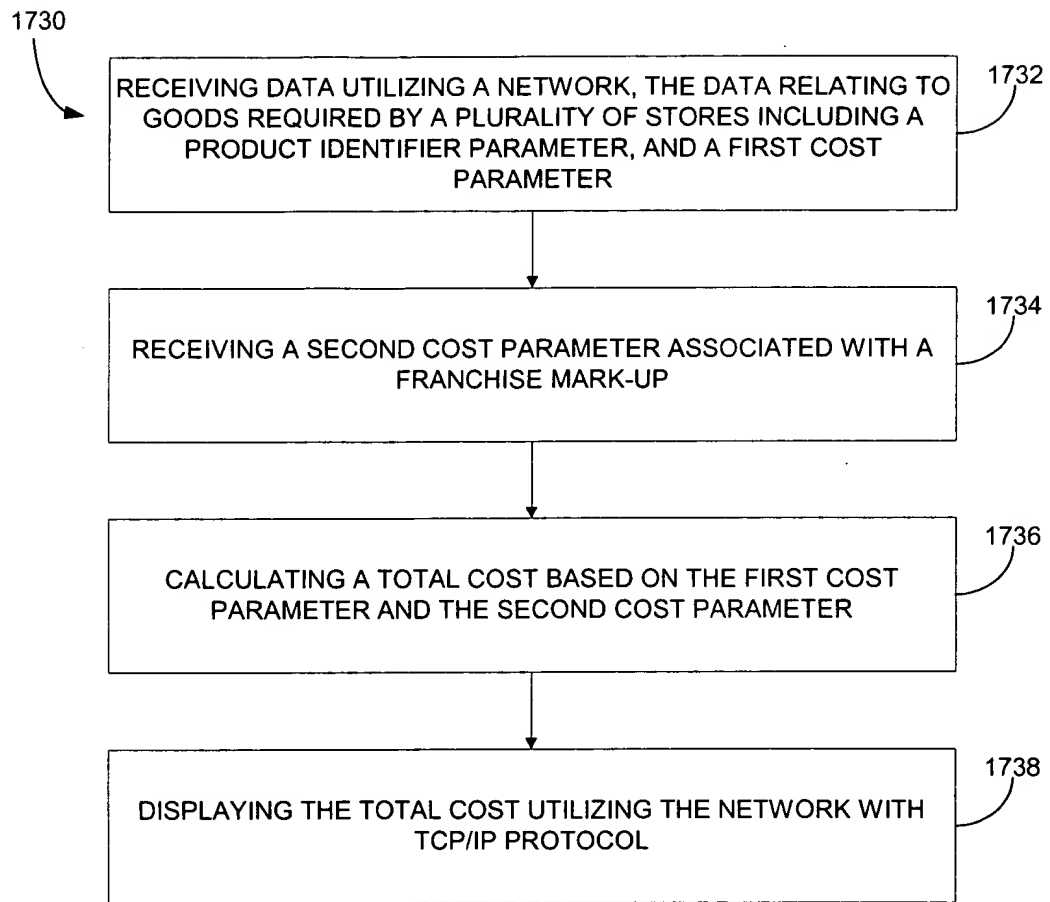 1730
RECEIVING DATA UTILIZING A NETWORK, THE DATA RELATING TO
GOODS REQUIRED BY A PLURALITY OF STORES INCLUDING A
PRODUCT IDENTIFIER PARAMETER, AND A FIRST COST
PARAMETER
1732
RECEIVING A SECOND COST PARAMETER ASSOCIATED WITH A
FRANCHISE MARK-UP
1734
CALCULATING A TOTAL COST BASED ON THE FIRST COST
PARAMETER AND THE SECOND COST PARAMETER
1736
DISPLAYING THE TOTAL COST UTILIZING THE NETWORK WITH
TCP/IP PROTOCOL
1738